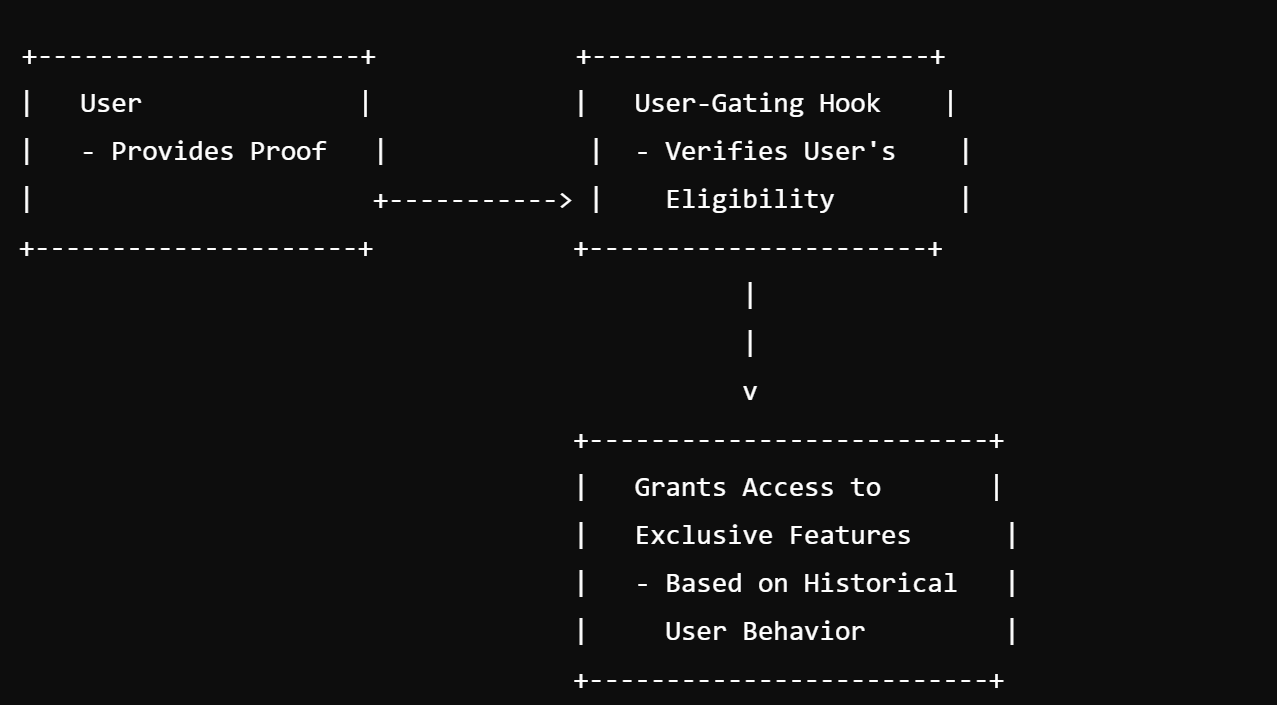 +---------------------+ +----------------------+
| User | | User-Gating Hook |
| - Provides Proof | | - Verifies User's |
| +-----------> | Eligibility |
+---------------------+ +----------------------+
|
|
v
+--------------------------+
| Grants Access to |
| Exclusive Features |
| - Based on Historical |
| User Behavior |
+--------------------------+